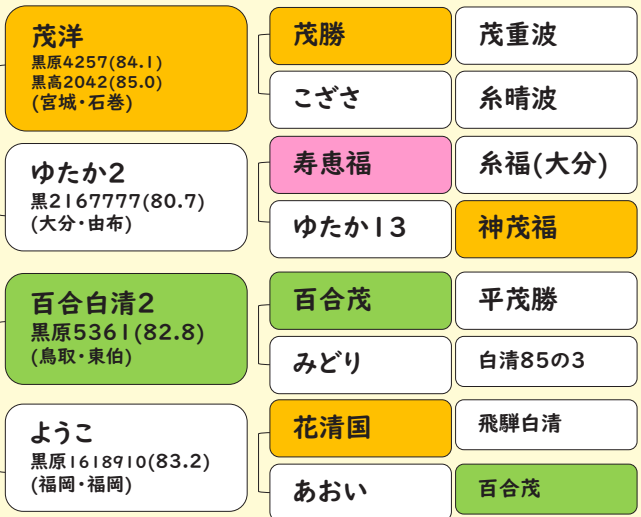 茂洋
黒原4257(84.1)
黒高2042(85.0)
(宮城・石巻)
茂勝
茂重波
こざさ
糸晴波
ゆたか2
黒2167777(80.7)
(大分・由布)
寿恵福
糸福(大分)
ゆたか13
神茂福
百合白清2
黒原5361(82.8)
(鳥取・東伯)
百合茂
平茂勝
みどり
白清85の3
ようこ
黒原1618910(83.2)
(福岡・福岡)
花清国
飛騨白清
あおい
百合茂